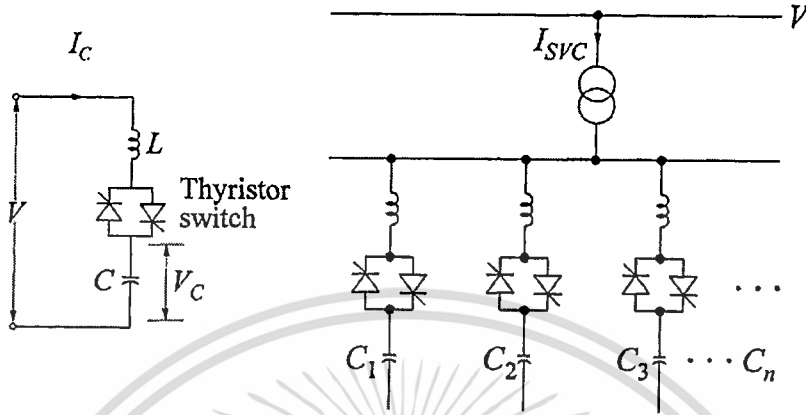 I_C
L
Thyristor
switch
V
C
V_C
V
I_SVC
C_1
C_2
C_3
· · ·
· · · C_n